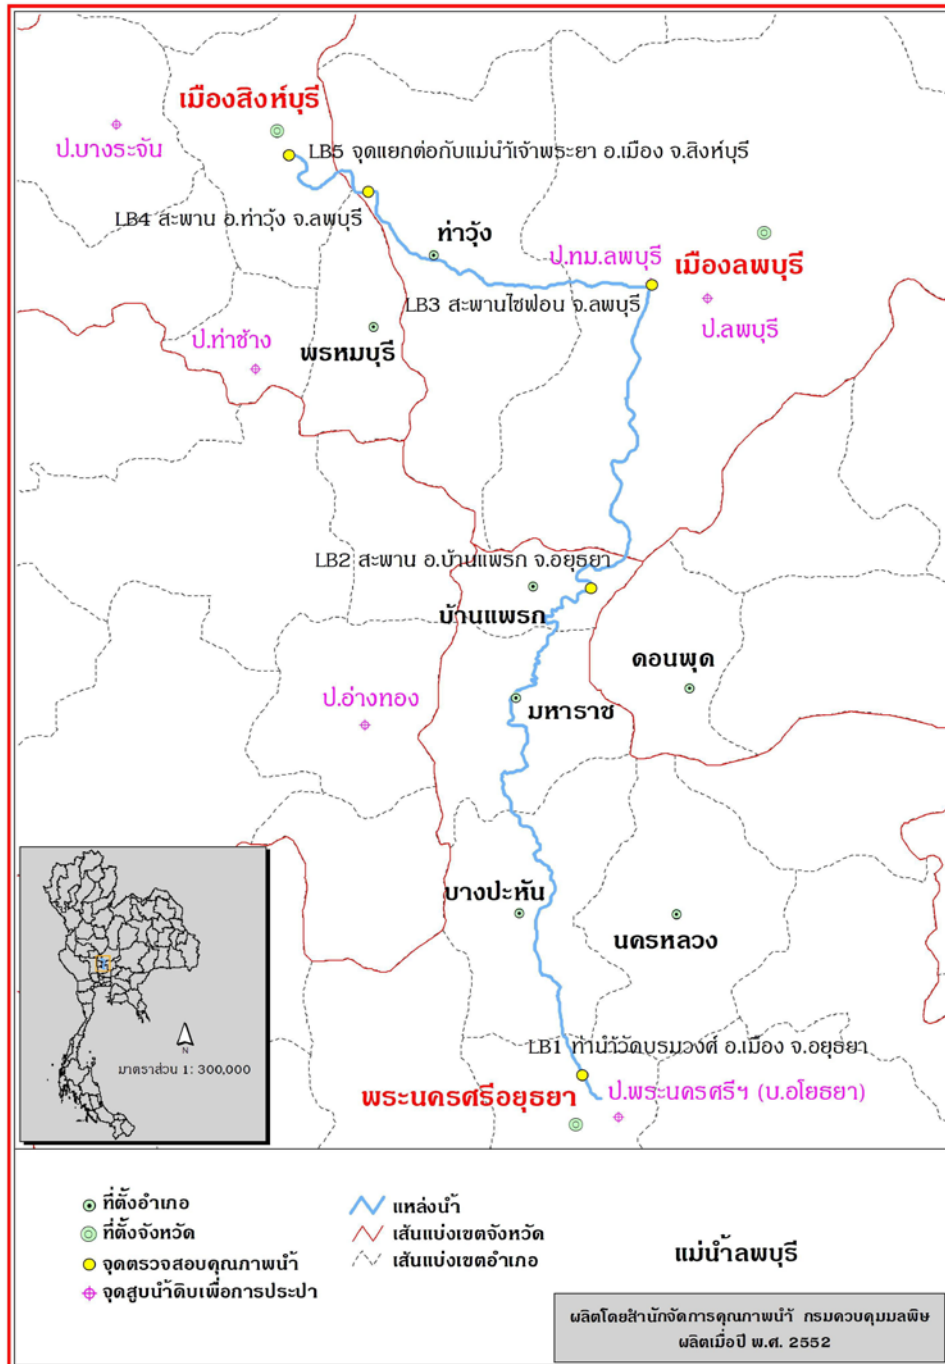 เมืองสิงห์บุรี
ป.บางระจัน
LB5 จุดแยกต่อกับแม่น้ำเจ้าพระยา อ.เมือง จ.สิงห์บุรี
LB4 สะพาน อ.ท่าวุ้ง จ.ลพบุรี
ท่าวุ้ง
ป.ทม.ลพบุรี
เมืองลพบุรี
LB3 สะพานไซฟอน จ.ลพบุรี
ป.ลพบุรี
ป.ท่าช้าง
พรหมบุรี
LB2 สะพาน อ.บ้านแพรก จ.อยุธยา
บ้านแพรก
ดอนพุด
ป.อ่างทอง
มหาราช
บางปะหัน
นครหลวง
LB1 ท่าน้ำวัดบรมวงศ์ อ.เมือง จ.อยุธยา
พระนครศรีอยุธยา
ป.พระนครศรีฯ (บ.อโยธยา)
N
มาตราส่วน 1: 300,000
ที่ตั้งอำเภอ
ที่ตั้งจังหวัด
จุดตรวจสอบคุณภาพน้ำ
จุดสูบน้ำดิบเพื่อการประปา
แหล่งน้ำ
เส้นแบ่งเขตจังหวัด
เส้นแบ่งเขตอำเภอ
แม่น้ำลพบุรี
ผลิตโดยสำนักจัดการคุณภาพน้ำ กรมควบคุมมลพิษ
ผลิตเมื่อปี พ.ศ. 2552